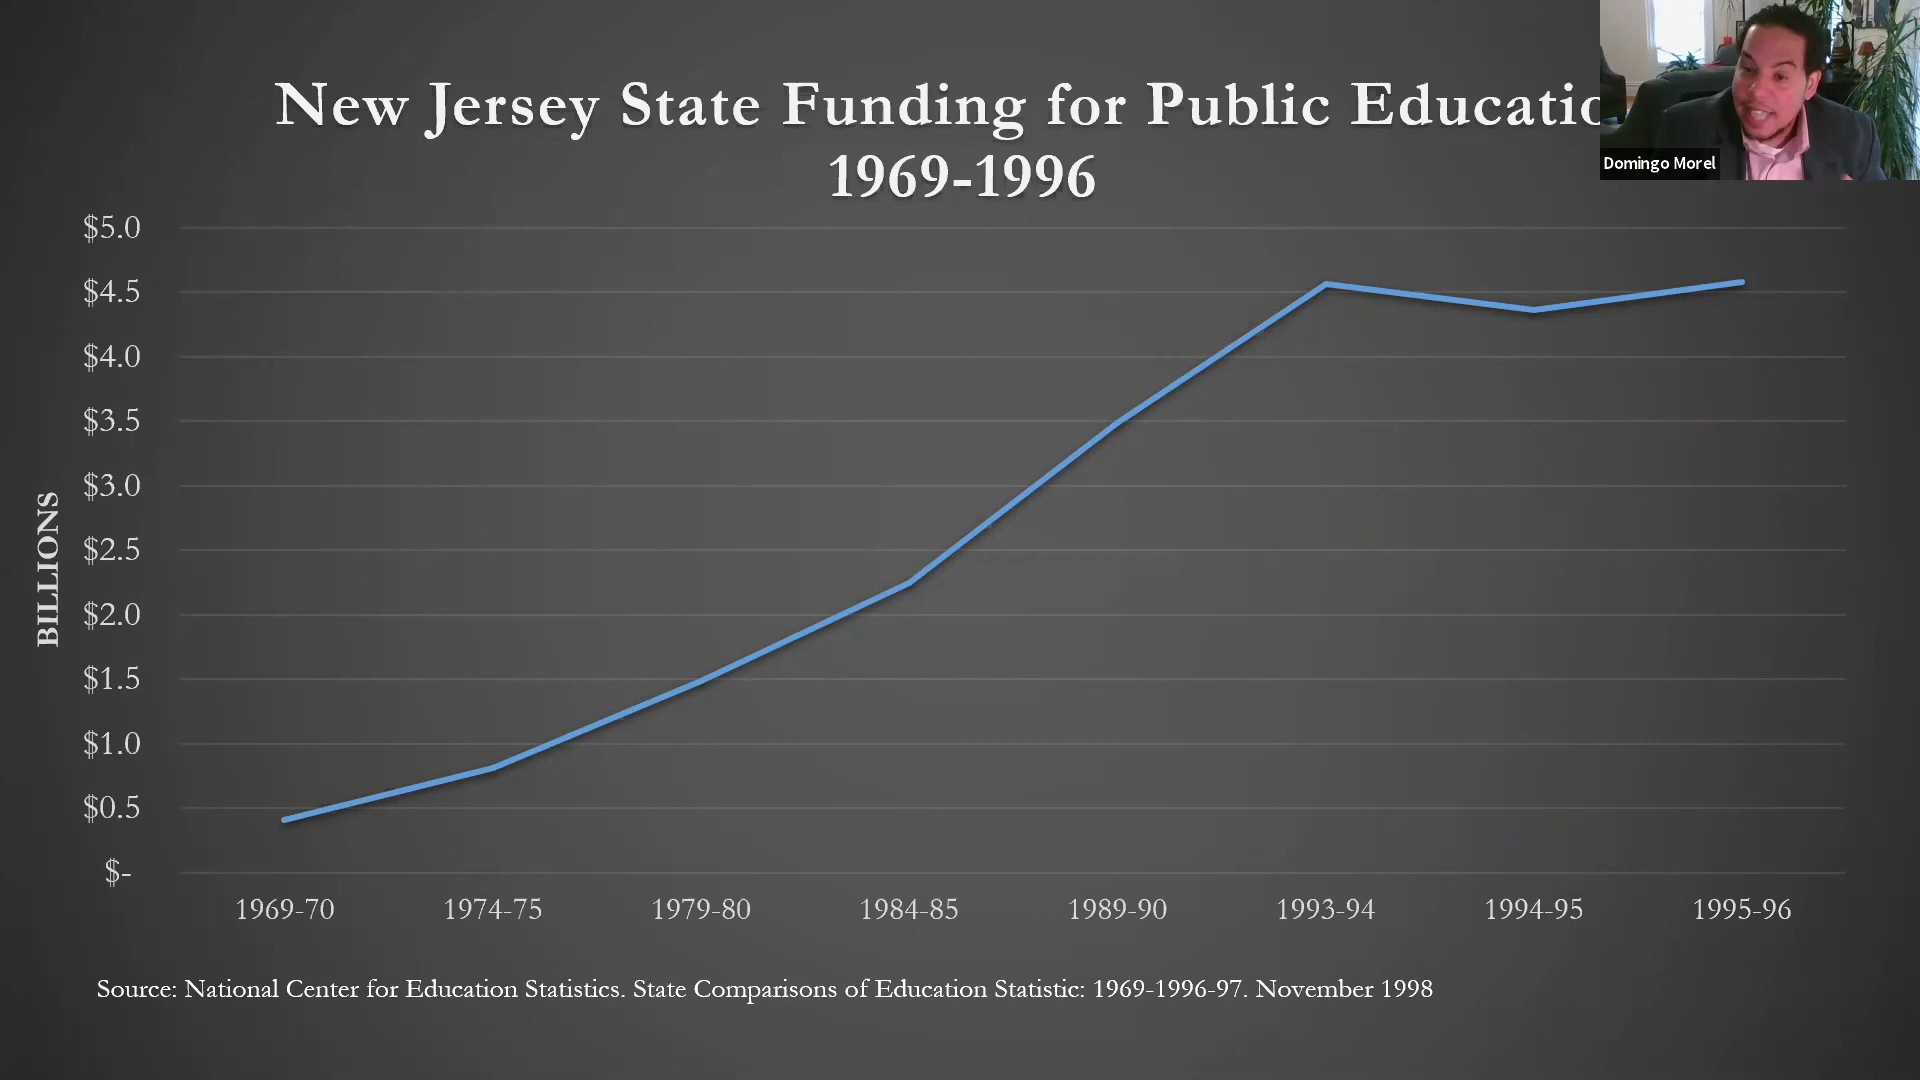 New Jersey State Funding for Public Educatio
1969-1996
Domingo Morel
$5.0
$4.5
$4.0
$3.5
$3.0
$2.5
$2.0
$1.5
$1.0
$0.5
$-
BILLIONS
1969-70 1974-75 1979-80 1984-85 1989-90 1993-94 1994-95 1995-96
Source: National Center for Education Statistics. State Comparisons of Education Statistic: 1969-1996-97. November 1998